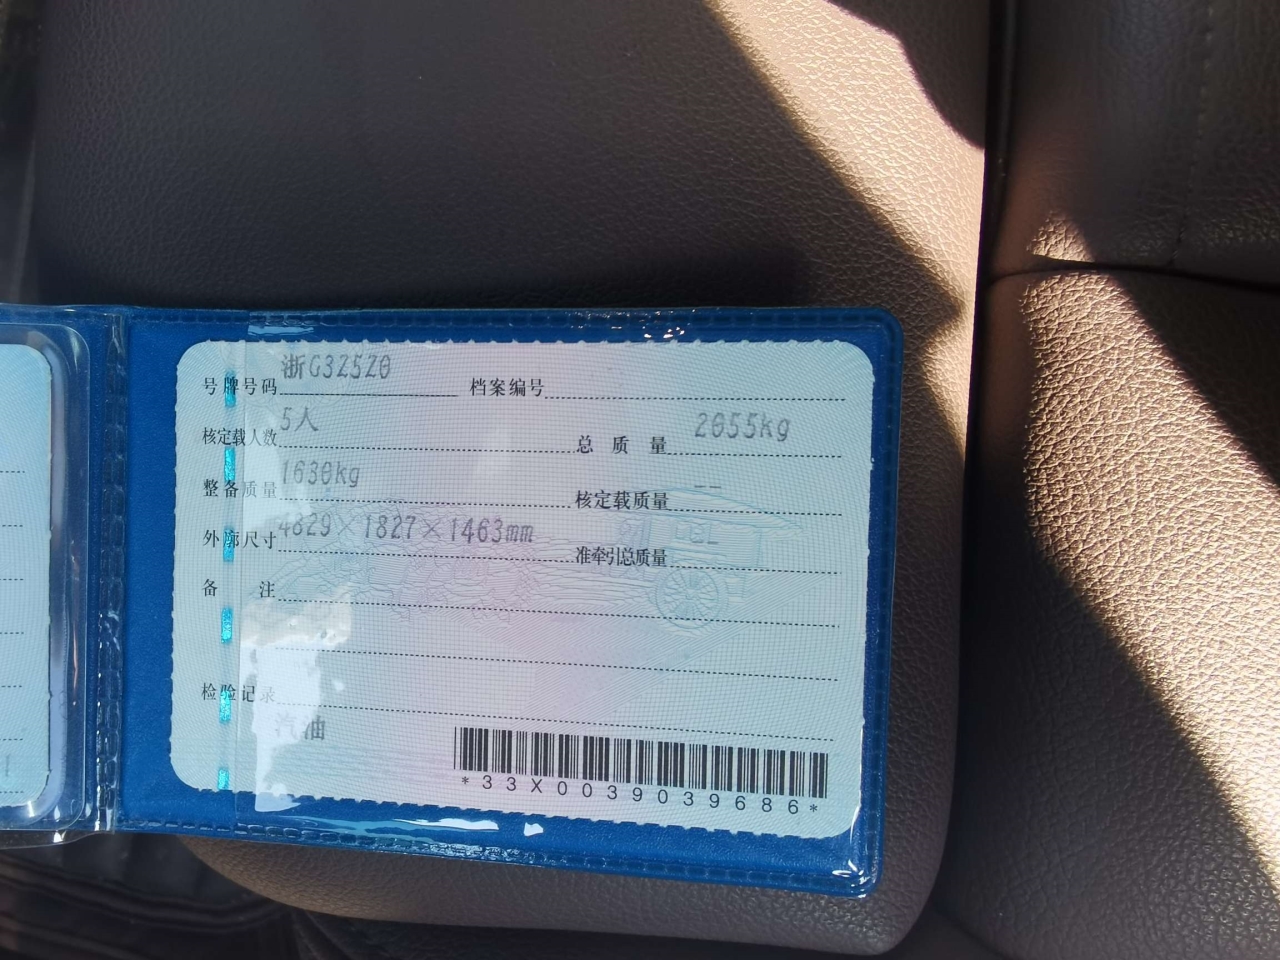 号牌号码 浙G325Z0 档案编号
核定载人数 5人 总质量 2055kg
整备质量 1630kg 核定载质量 --
外廓尺寸 4829×1827×1463mm 准牵引总质量 --
备注
检验记录
汽油
*33X0039039686*